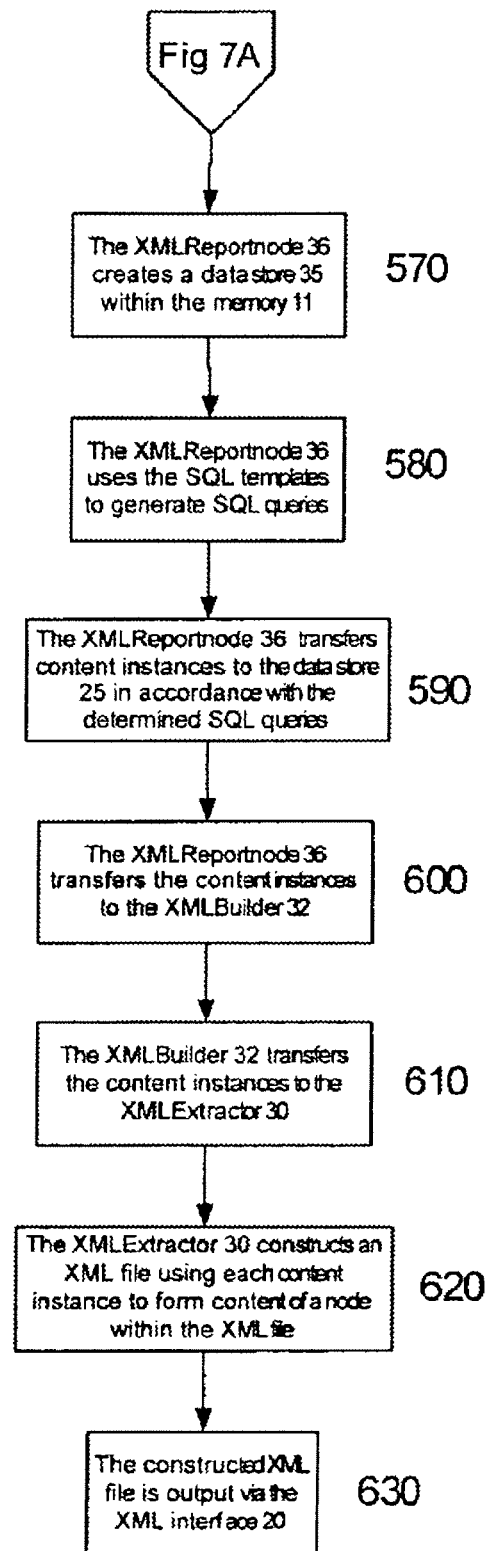 Fig 7A
The XMLReportnode 36
creates a datastore 35
within the memory 11
570
The XMLReportnode 36
uses the SQL templates
to generate SQL queries
580
The XMLReportnode 36 transfers
content instances to the data store
25 in accordance with the
determined SQL queries
590
The XMLReportnode 36
transfers the content instances
to the XMLBuilder 32
600
The XMLBuilder 32 transfers
the content instances to the
XMLExtractor 30
610
The XMLExtractor 30 constructs an
XML file using each content
instance to form content of a node
within the XML file
620
The constructed XML
file is output via the
XML interface 20
630